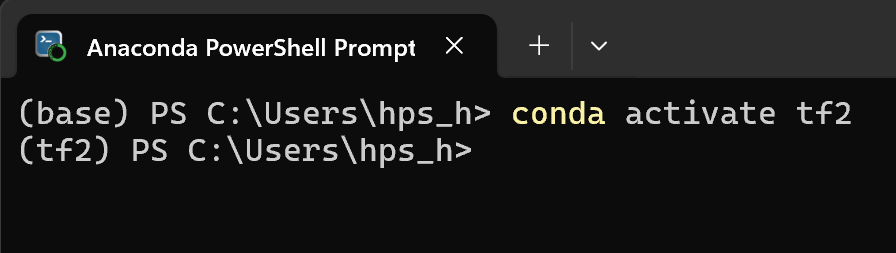 Anaconda PowerShell Prompt
(base) PS C:\Users\hps_h> conda activate tf2
(tf2) PS C:\Users\hps_h>